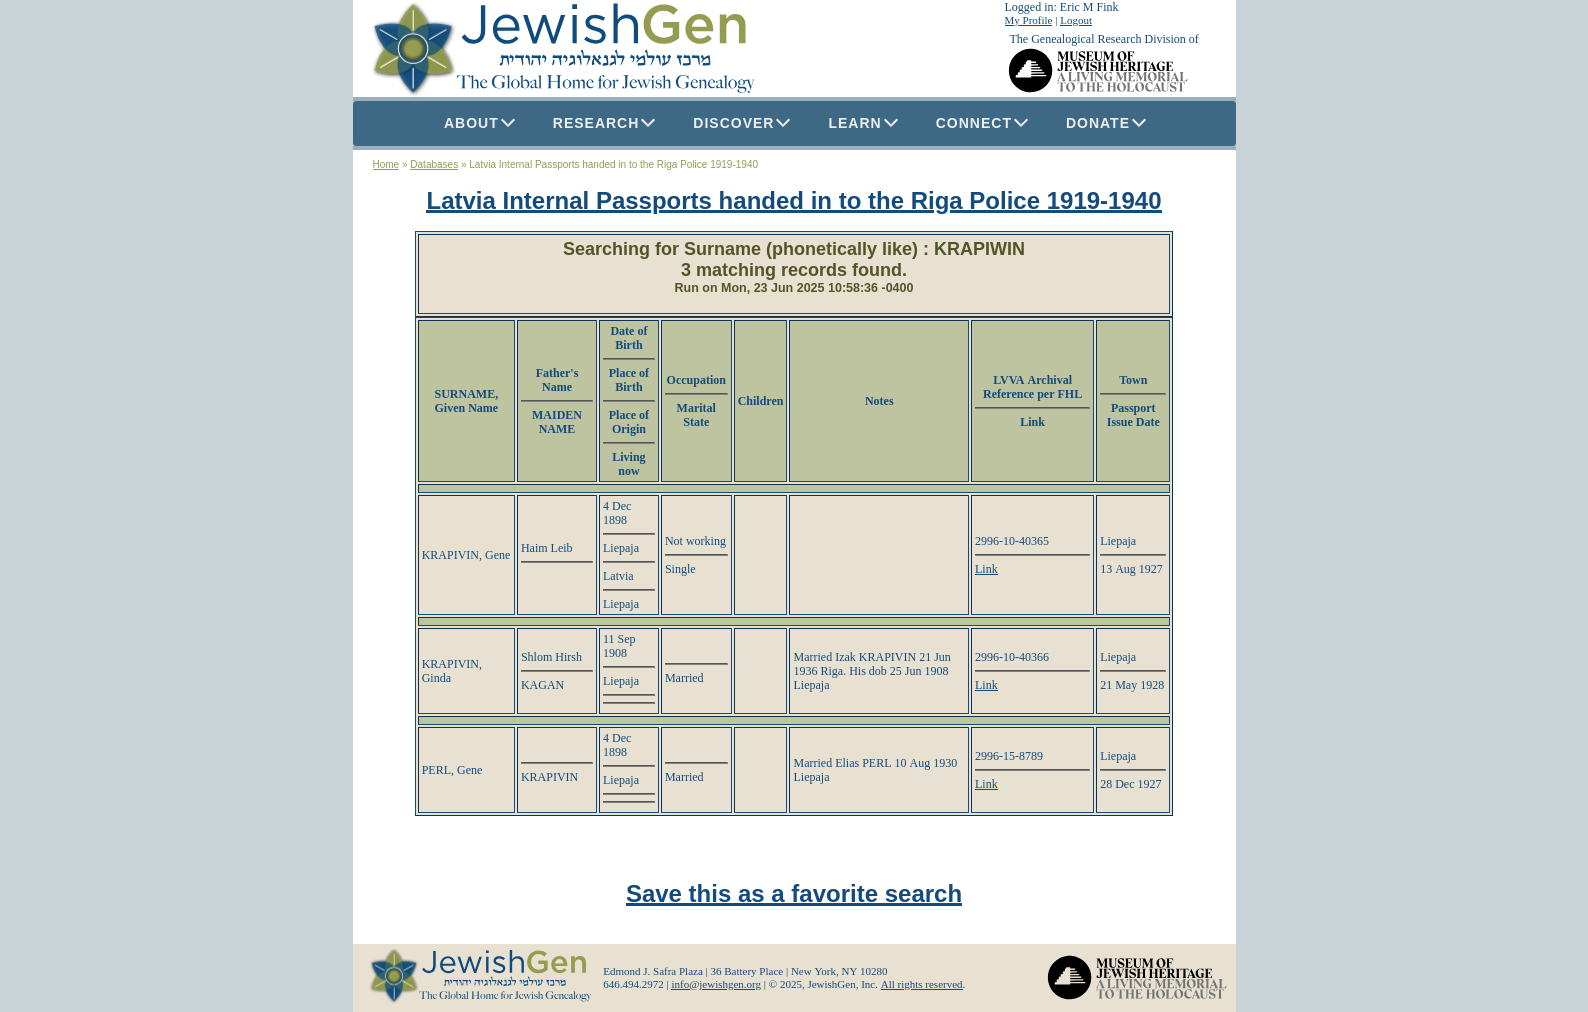 JewishGen
מרכז עולמי לגנאלוגיה יהודית
The Global Home for Jewish Genealogy
Logged in: Eric M Fink
My Profile | Logout
The Genealogical Research Division of
MUSEUM OF
JEWISH HERITAGE
A LIVING MEMORIAL
TO THE HOLOCAUST
ABOUT RESEARCH DISCOVER LEARN CONNECT DONATE
Home » Databases » Latvia Internal Passports handed in to the Riga Police 1919-1940
Latvia Internal Passports handed in to the Riga Police 1919-1940
Searching for Surname (phonetically like) : KRAPIWIN
3 matching records found.
Run on Mon, 23 Jun 2025 10:58:36 -0400
SURNAME,
Given Name
Father's
Name
MAIDEN
NAME
Date of
Birth
Place of
Birth
Place of
Origin
Living
now
Occupation
Marital
State
Children
Notes
LVVA Archival
Reference per FHL
Link
Town
Passport
Issue Date
KRAPIVIN, Gene
Haim Leib
4 Dec
1898
Liepaja
Latvia
Liepaja
Not working
Single
2996-10-40365
Link
Liepaja
13 Aug 1927
KRAPIVIN,
Ginda
Shlom Hirsh
KAGAN
11 Sep
1908
Liepaja
Married
Married Izak KRAPIVIN 21 Jun
1936 Riga. His dob 25 Jun 1908
Liepaja
2996-10-40366
Link
Liepaja
21 May 1928
PERL, Gene
KRAPIVIN
4 Dec
1898
Liepaja
Married
Married Elias PERL 10 Aug 1930
Liepaja
2996-15-8789
Link
Liepaja
28 Dec 1927
Save this as a favorite search
JewishGen
מרכז עולמי לגנאלוגיה יהודית
The Global Home for Jewish Genealogy
Edmond J. Safra Plaza | 36 Battery Place | New York, NY 10280
646.494.2972 | info@jewishgen.org | © 2025, JewishGen, Inc. All rights reserved.
MUSEUM OF
JEWISH HERITAGE
A LIVING MEMORIAL
TO THE HOLOCAUST